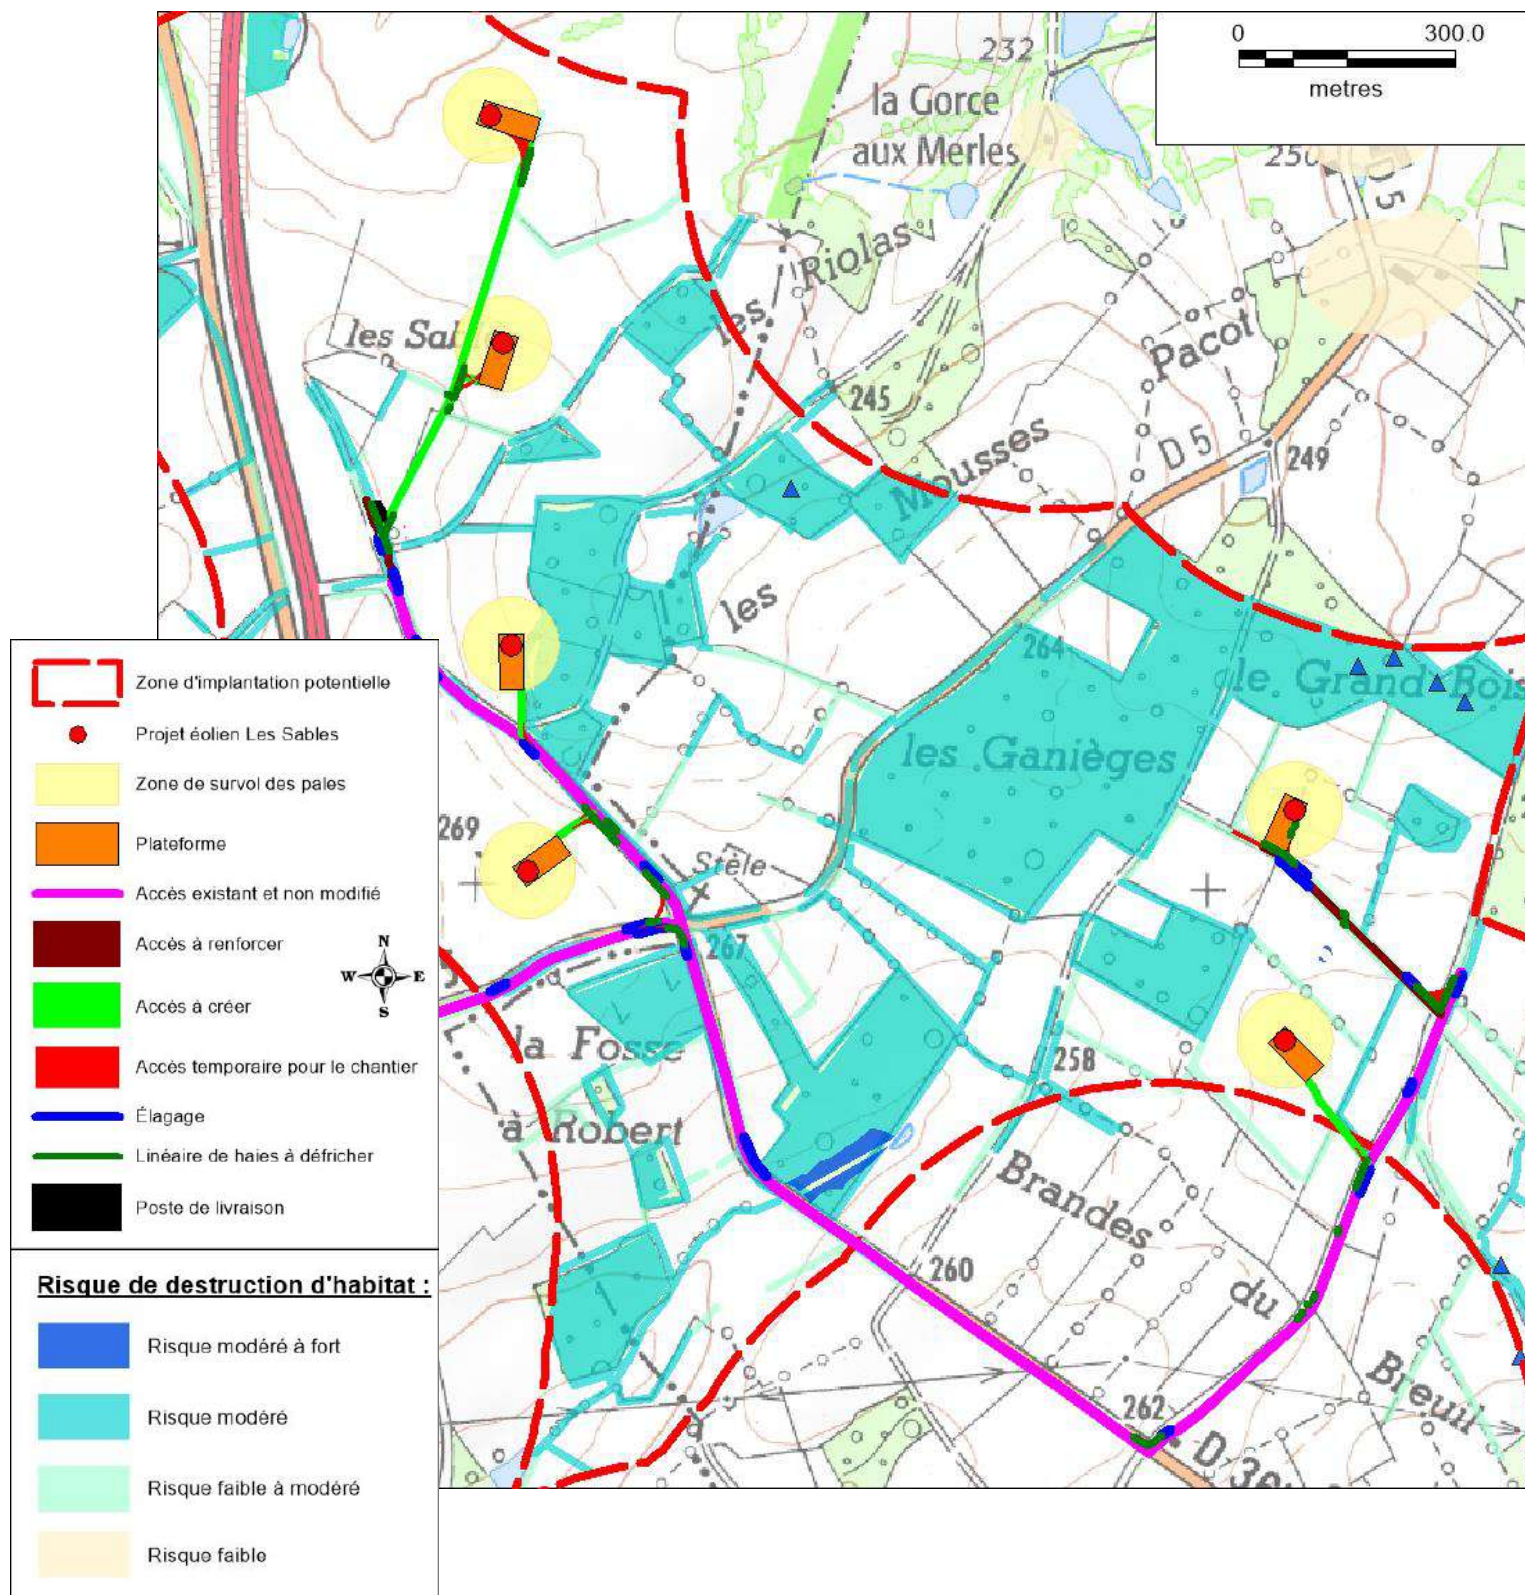 0 300.0
metres
232
la Gorce
aux Merles
250
D 5
les Riolas
Pacot
les Sabl
245
les Mousses
D 5
249
264
le Grand Bois
les Ganièges
269
Stèle
267
la Fosse
à Robert
258
Brandes
du
Breuil
260
262
D 36
Zone d'implantation potentielle
Projet éolien Les Sables
Zone de survol des pales
Plateforme
Accès existant et non modifié
Accès à renforcer
N
W E
S
Accès à créer
Accès temporaire pour le chantier
Élagage
Linéaire de haies à défricher
Poste de livraison
Risque de destruction d'habitat :
Risque modéré à fort
Risque modéré
Risque faible à modéré
Risque faible